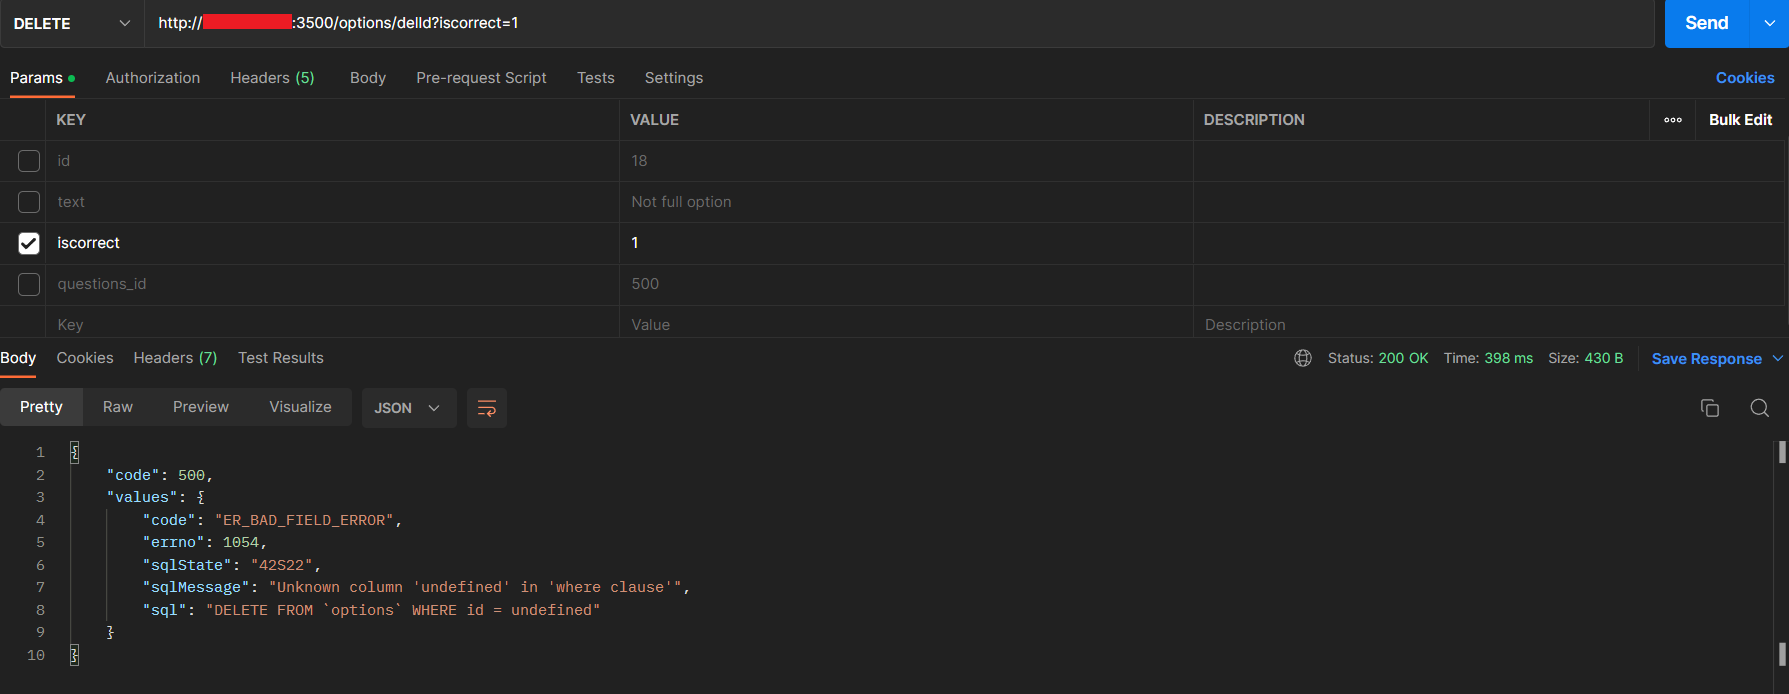 DELETE http:// :3500/options/delId?iscorrect=1 Send
Params Authorization Headers (5) Body Pre-request Script Tests Settings Cookies
KEY VALUE DESCRIPTION Bulk Edit
id 18
text Not full option
iscorrect 1
questions_id 500
Key Value Description
Body Cookies Headers (7) Test Results Status: 200 OK Time: 398 ms Size: 430 B Save Response
Pretty Raw Preview Visualize JSON
1 {
2 "code": 500,
3 "values": {
4 "code": "ER_BAD_FIELD_ERROR",
5 "errno": 1054,
6 "sqlState": "42S22",
7 "sqlMessage": "Unknown column 'undefined' in 'where clause'",
8 "sql": "DELETE FROM `options` WHERE id = undefined"
9 }
10 }